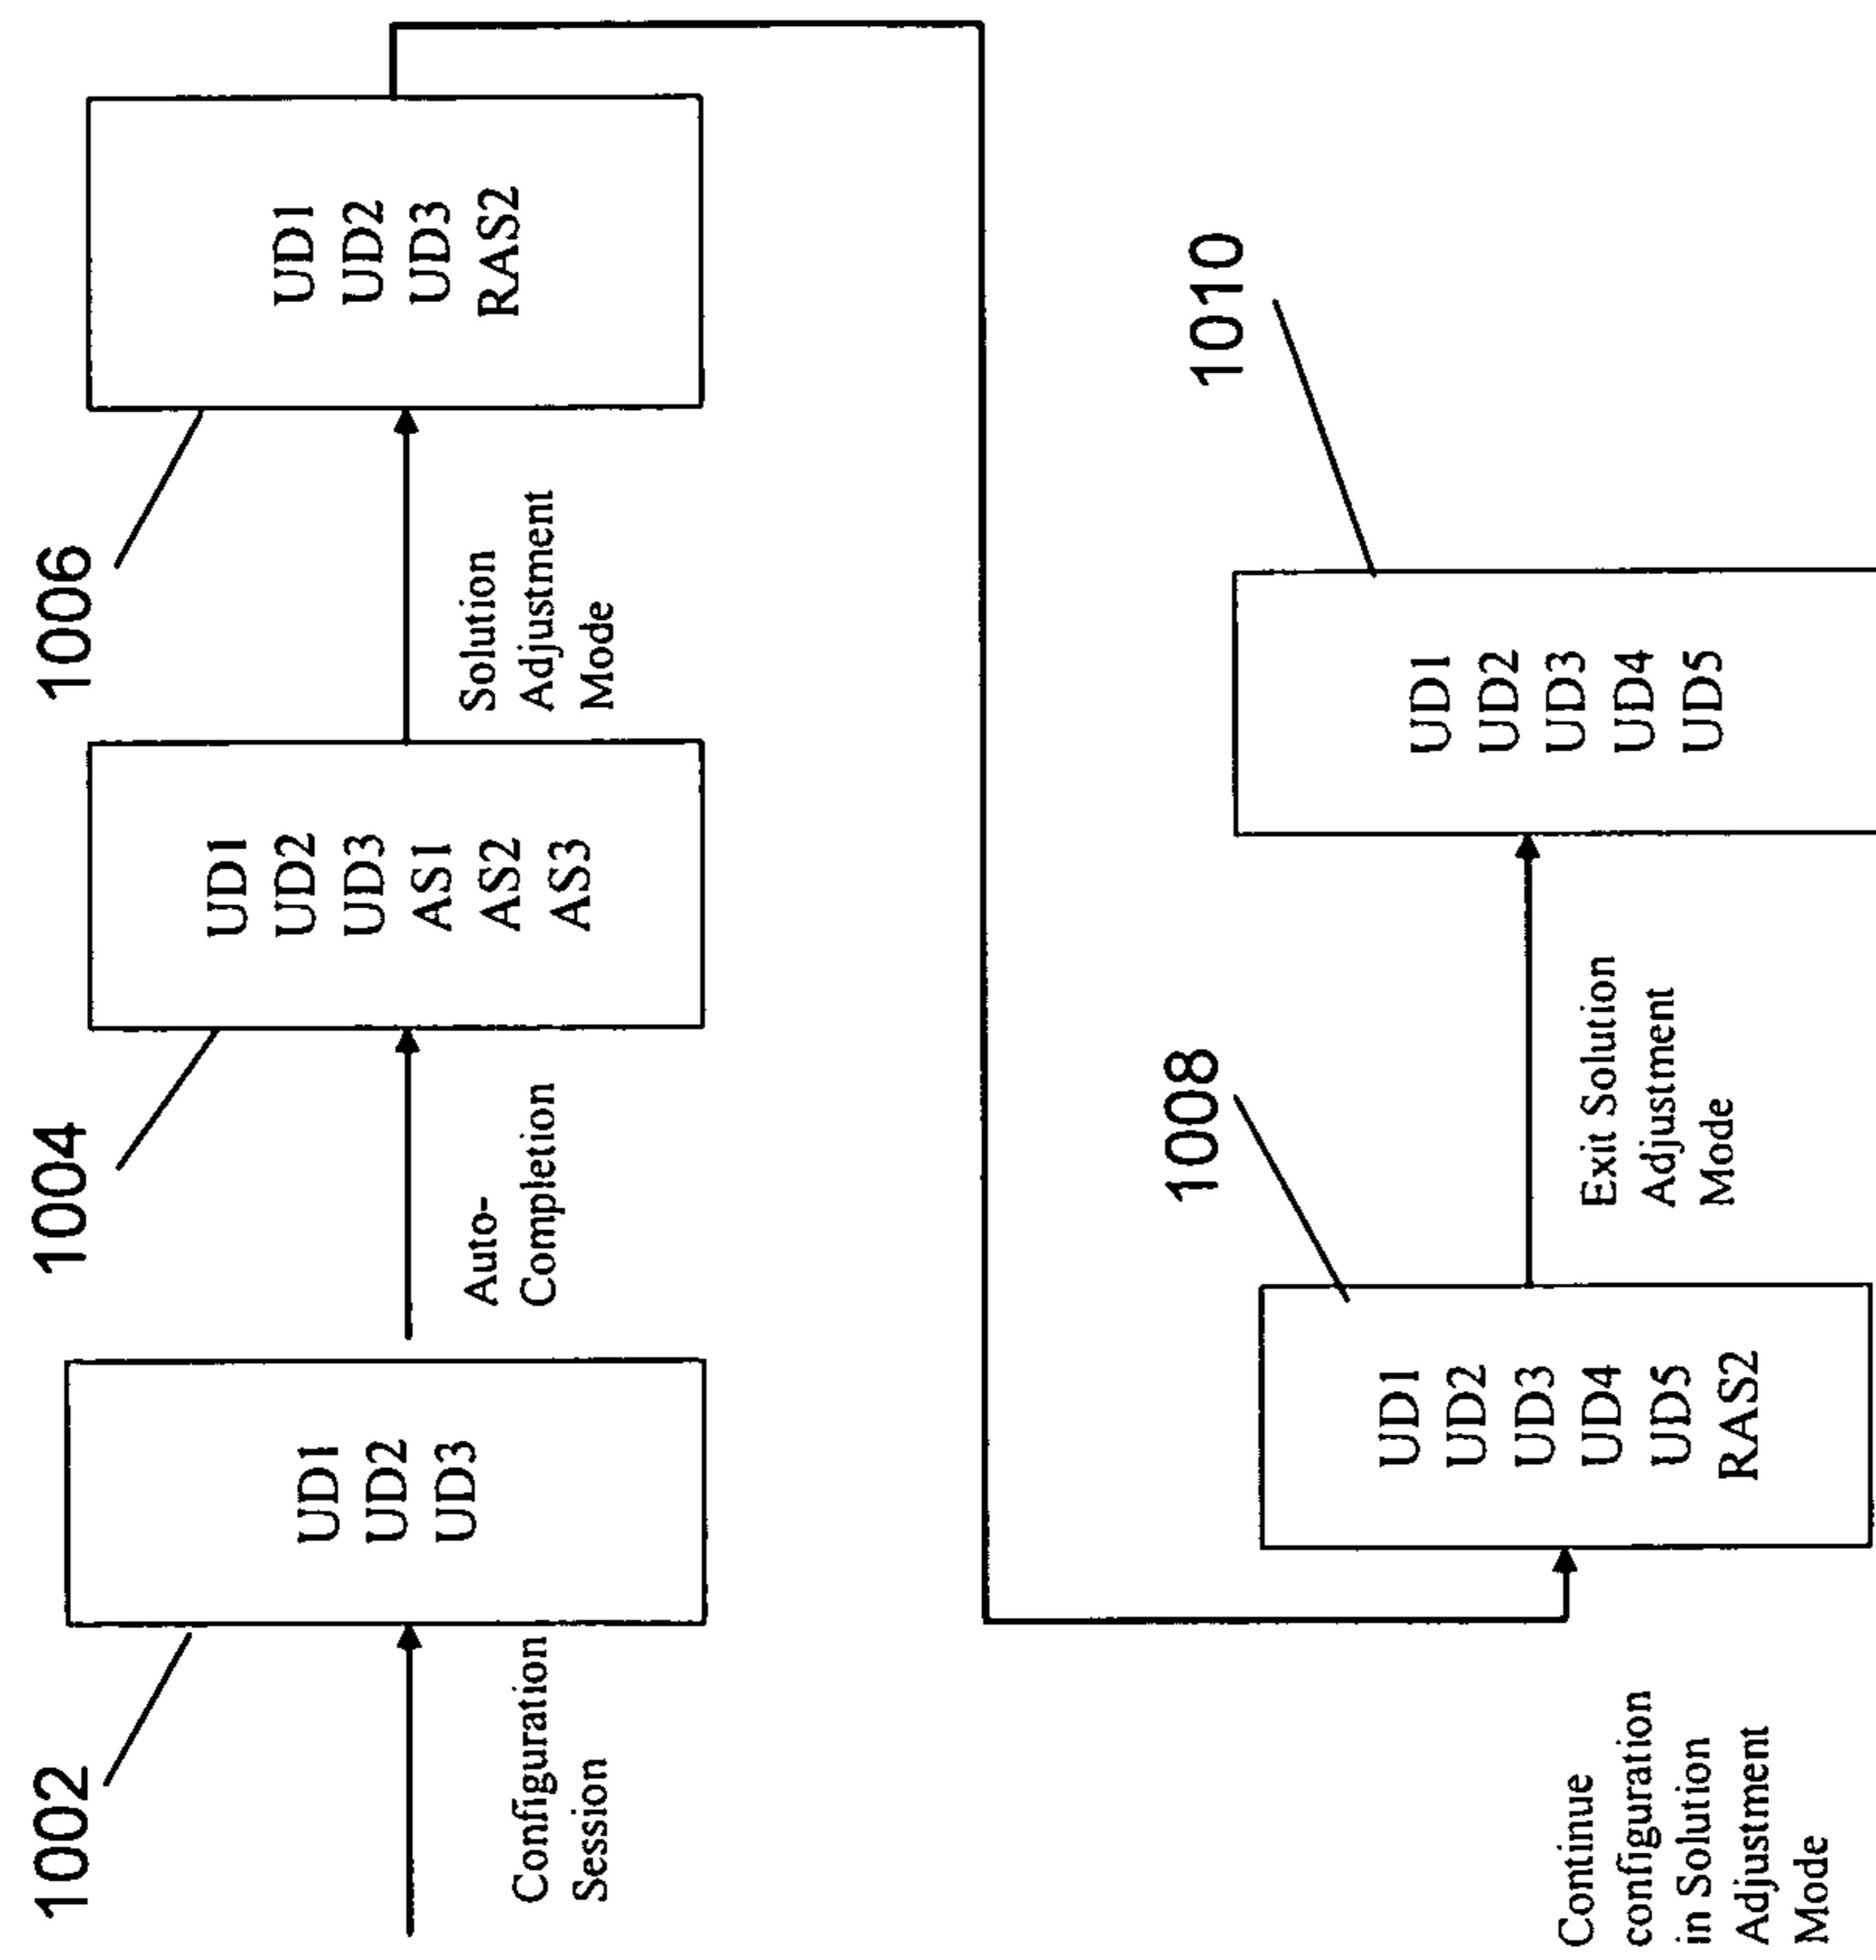 1002
UD1
UD2
UD3
Configuration
Session
1004
UD1
UD2
UD3
AS1
AS2
AS3
Auto-
Completion
1006
UD1
UD2
UD3
RAS2
Solution
Adjustment
Mode
1008
UD1
UD2
UD3
UD4
UD5
RAS2
Continue
configuration
in Solution
Adjustment
Mode
1010
UD1
UD2
UD3
UD4
UD5
Exit Solution
Adjustment
Mode